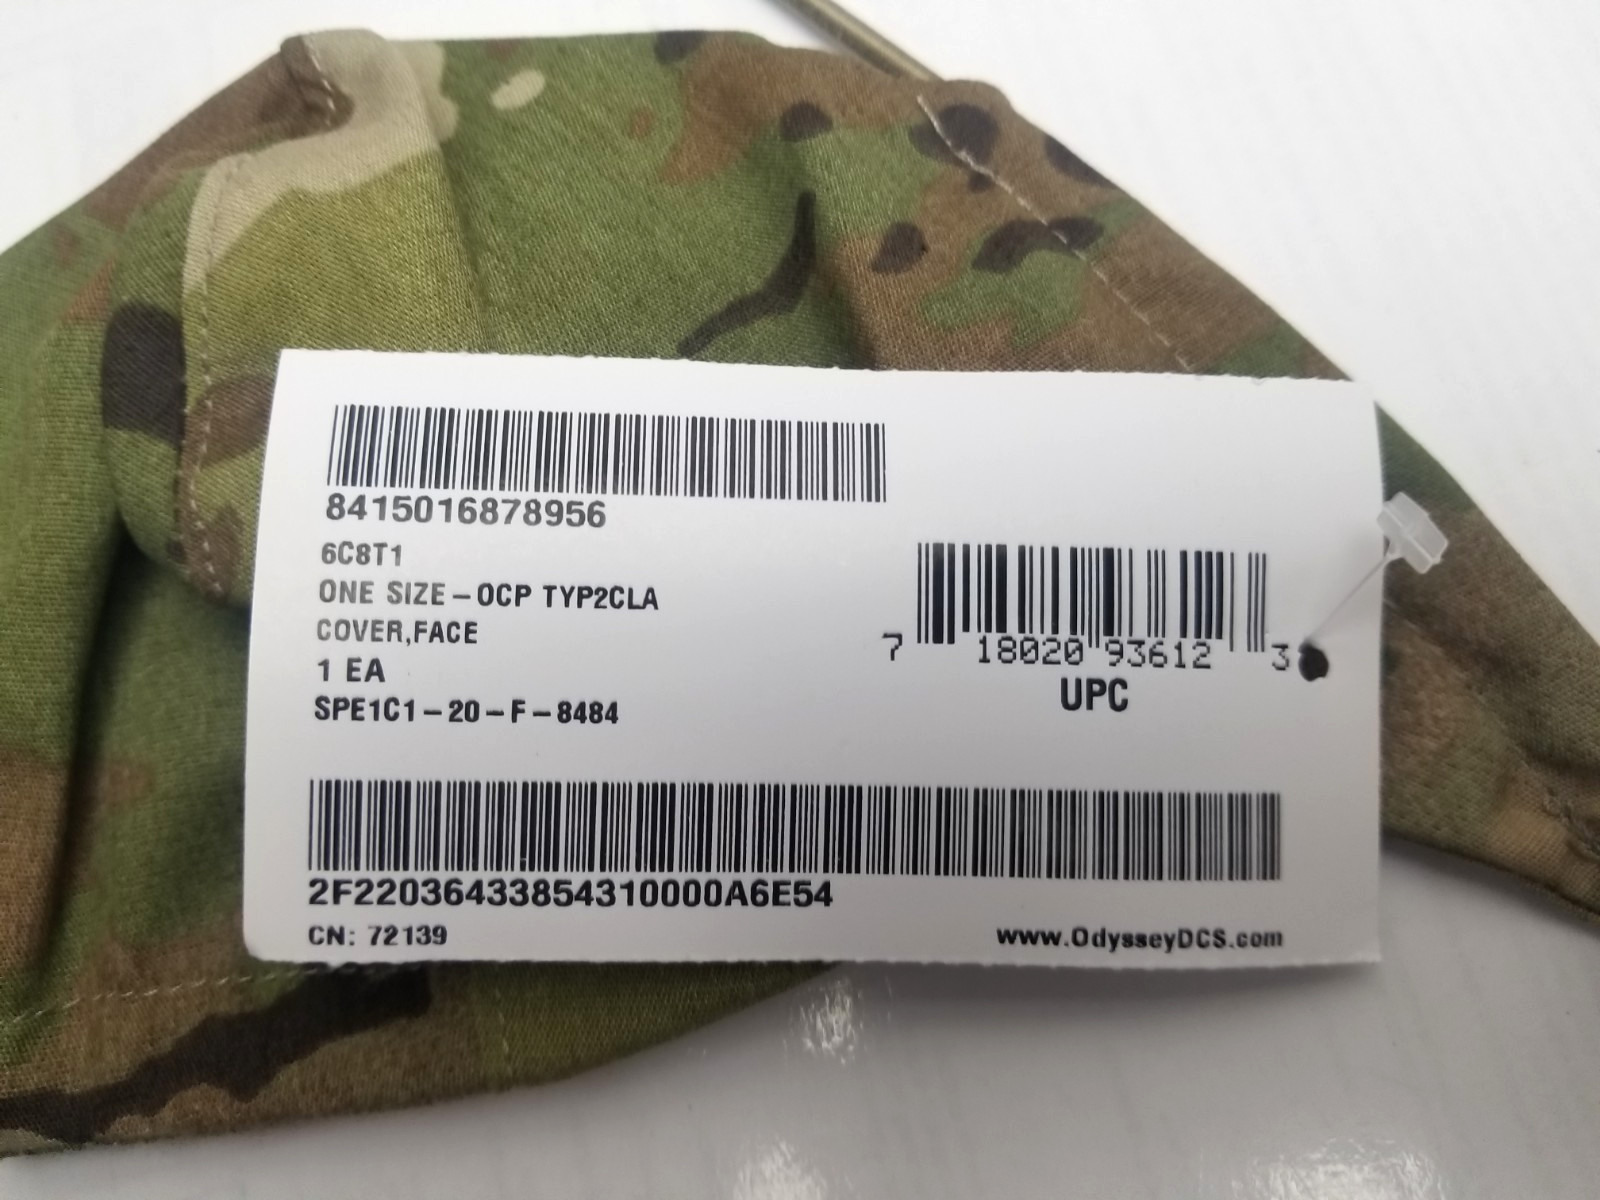 8415016878956
6C8T1
ONE SIZE-OCP TYP2CLA
COVER,FACE
1 EA
SPE1C1-20-F-8484
7 18020 93612 3
UPC
2F22036433854310000A6E54
CN: 72139
www.OdysseyDCS.com